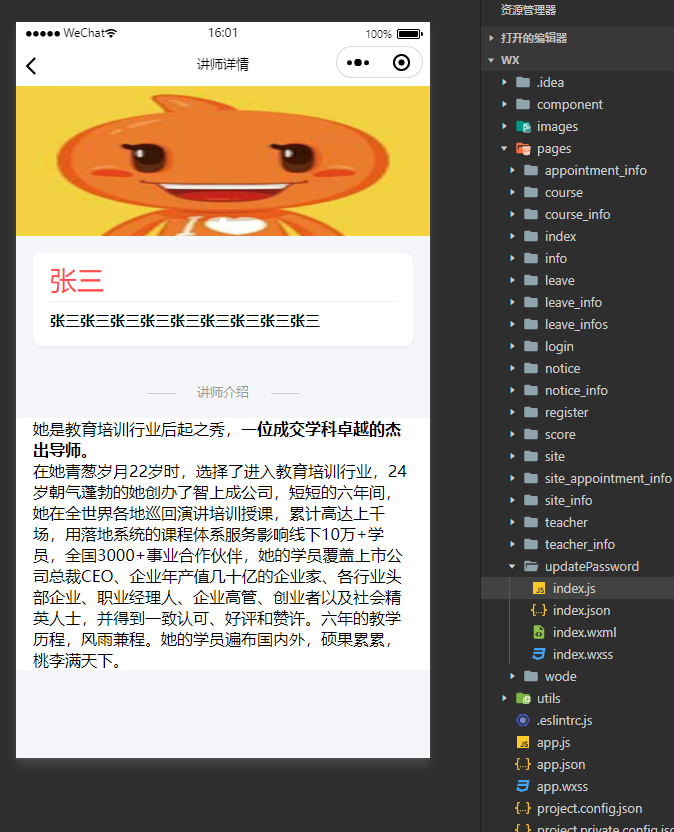 WeChat
16:01
100%
讲师详情
I
张三
张三张三张三张三张三张三张三张三张三
讲师介绍
她是教育培训行业后起之秀，一位成交学科卓越的杰
出导师。
在她青葱岁月22岁时，选择了进入教育培训行业，24
岁朝气蓬勃的她创办了智上成公司，短短的六年间，
她在全世界各地巡回演讲培训授课，累计高达上千
场，用落地系统的课程体系服务影响线下10万+学
员，全国3000+事业合作伙伴，她的学员覆盖上市公
司总裁CEO、企业年产值几十亿的企业家、各行业头
部企业、职业经理人、企业高管、创业者以及社会精
英人士，并得到一致认可、好评和赞许。六年的教学
历程，风雨兼程。她的学员遍布国内外，硕果累累，
桃李满天下。
资源管理器
打开的编辑器
WX
.idea
component
images
pages
appointment_info
course
course_info
index
info
leave
leave_info
leave_infos
login
notice
notice_info
register
score
site
site_appointment_info
site_info
teacher
teacher_info
updatePassword
JS index.js
{..} index.json
index.wxml
index.wxss
wode
utils
.eslintrc.js
JS app.js
{..} app.json
app.wxss
{..} project.config.json
{..} project.private.config.jso